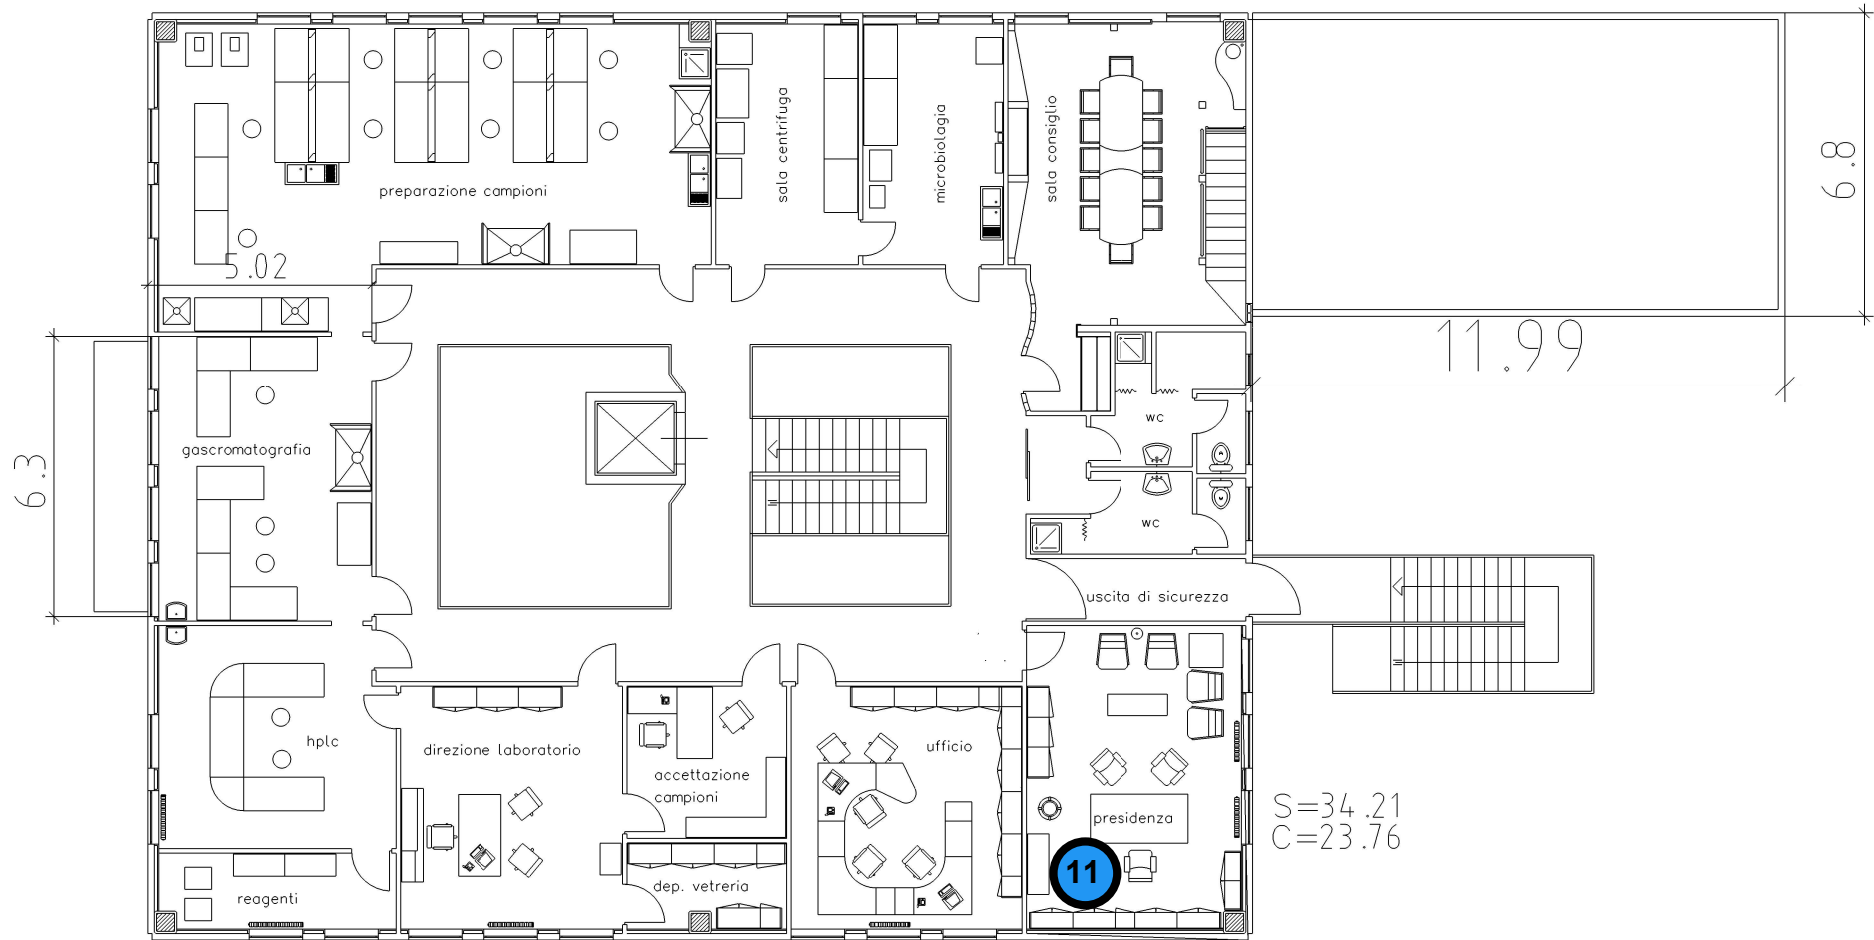 preparazione campioni
sala centrifuga
microbiolagia
sala consiglio
6.8
5.02
11.99
gascromatografia
6.3
wc
wc
uscita di sicurezza
hplc
direzione laboratorio
accettazione
campioni
ufficio
presidenza
S=34.21
C=23.76
11
dep. vetreria
reagenti